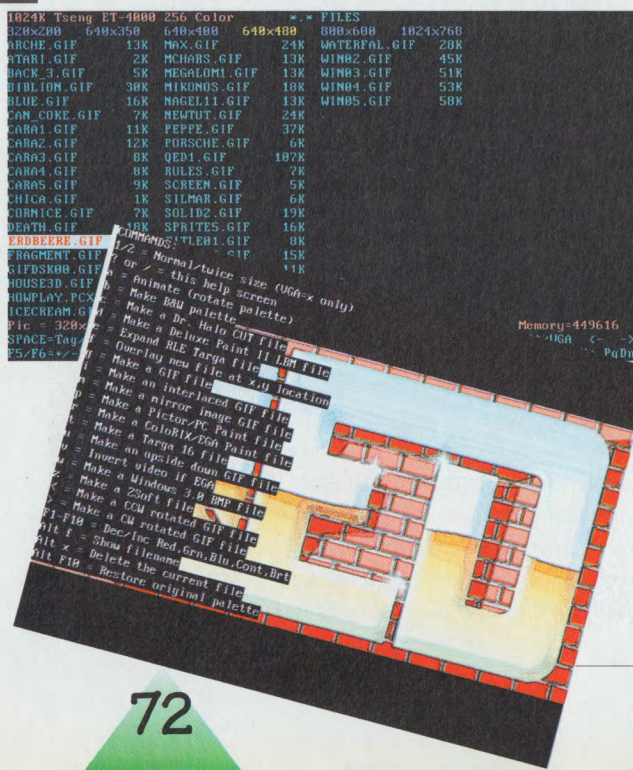 1024K Tseng ET-4000 256 Color *.* FILES
320x200 640x350 640x400 640x480 800x600 1024x768
ARCHE.GIF 13K MAX.GIF 24K WATERFAL.GIF 28K
ATARI.GIF 2K MCHARS.GIF 13K WIN02.GIF 45K
BACK_3.GIF 5K MEGALOM1.GIF 13K WIN03.GIF 51K
BIBLION.GIF 30K MIKONOS.GIF 18K WIN04.GIF 53K
BLUE.GIF 16K NAGEL11.GIF 13K WIN05.GIF 58K
CAN_COKE.GIF 7K NEWTUT.GIF 24K
CARA1.GIF 11K PEPPE.GIF 37K
CARA2.GIF 12K PORSCHE.GIF 6K
CARA3.GIF 8K QED1.GIF 107K
CARA4.GIF 8K RULES.GIF 7K
CARA5.GIF 9K SCREEN.GIF 5K
CHICA.GIF 1K SILMAR.GIF 6K
CORNICE.GIF 7K SOLID2.GIF 19K
DEATH.GIF 18K SPRITE5.GIF 16K
ERDBEERE.GIF TLE01.GIF 8K
FRAGMENT.GIF .GIF 15K
GIFDSK00.GIF 11K
HOUSE3D.GIF
HOWPLAY.PCX
ICECREAM.G
Pic = 320x Memory=449616
SPACE=Tag/ /VGA
F5/F6=+/- PgDn
COMMANDS:
1/2 = Normal/twice size (VGA=x only)
? or / = this help screen
a = Animate (rotate palette)
b = Make B&W palette
c = Make a Dr. Halo CUT file
d = Make a Deluxe Paint II LBM file
e = Expand RLE Targa file
f = Overlay new file at x,y location
= Make a GIF file
= Make an interlaced GIF file
= Make a mirror image GIF file
= Make a Pictor/PC Paint file
= Make a ColoRIX/EGA Paint file
= Make a Targa 16 file
= Make an upside down GIF file
= Invert video if EGA
= Make a Windows 3.0 BMP file
= Make a ZSoft file
= Make a CCW rotated GIF file
= Make a CW rotated GIF file
F1-F10 = Dec/Inc Red,Grn,Blu,Cont,Brt
Alt f = Show filename
Alt x = Delete the current file
Alt F10 = Restore original palette
72